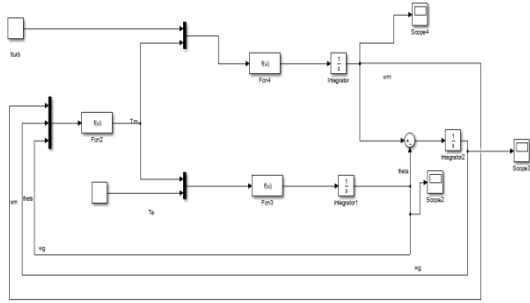 Scope4
tturb
f(u)
Fcn4
1
s
Integrator
wm
f(u)
Fcn2
Tm
1
s
Integrator2
Scope3
wm
theta
Te
f(u)
Fcn3
1
s
Integrator1
theta
Scope2
wg
wg